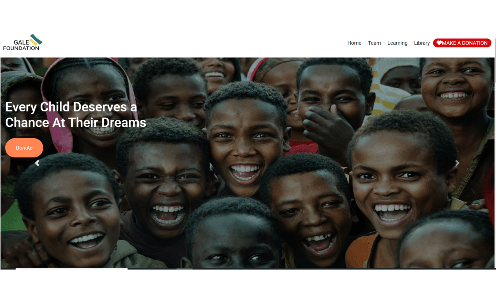 GALE
FOUNDATION
Home Team Learning Library MAKE A DONATION
Every Child Deserves a
Chance At Their Dreams
Donate